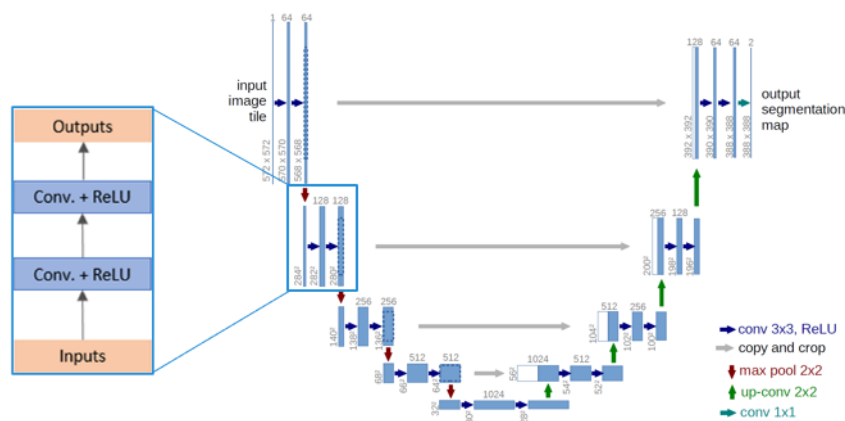 Outputs
Conv. + ReLU
Conv. + ReLU
Inputs
input
image
tile
1
64
64
572 x 572
570 x 570
568 x 568
128
128
284²
282²
280²
256
256
140²
138²
136²
512
512
68²
66²
64²
1024
32²
1024
56²
54²
52²
512
256
104²
102²
100²
256
128
200²
198²
196²
128
64
64
2
392 x 392
390 x 390
388 x 388
388 x 388
output
segmentation
map
conv 3x3, ReLU
copy and crop
max pool 2x2
up-conv 2x2
conv 1x1